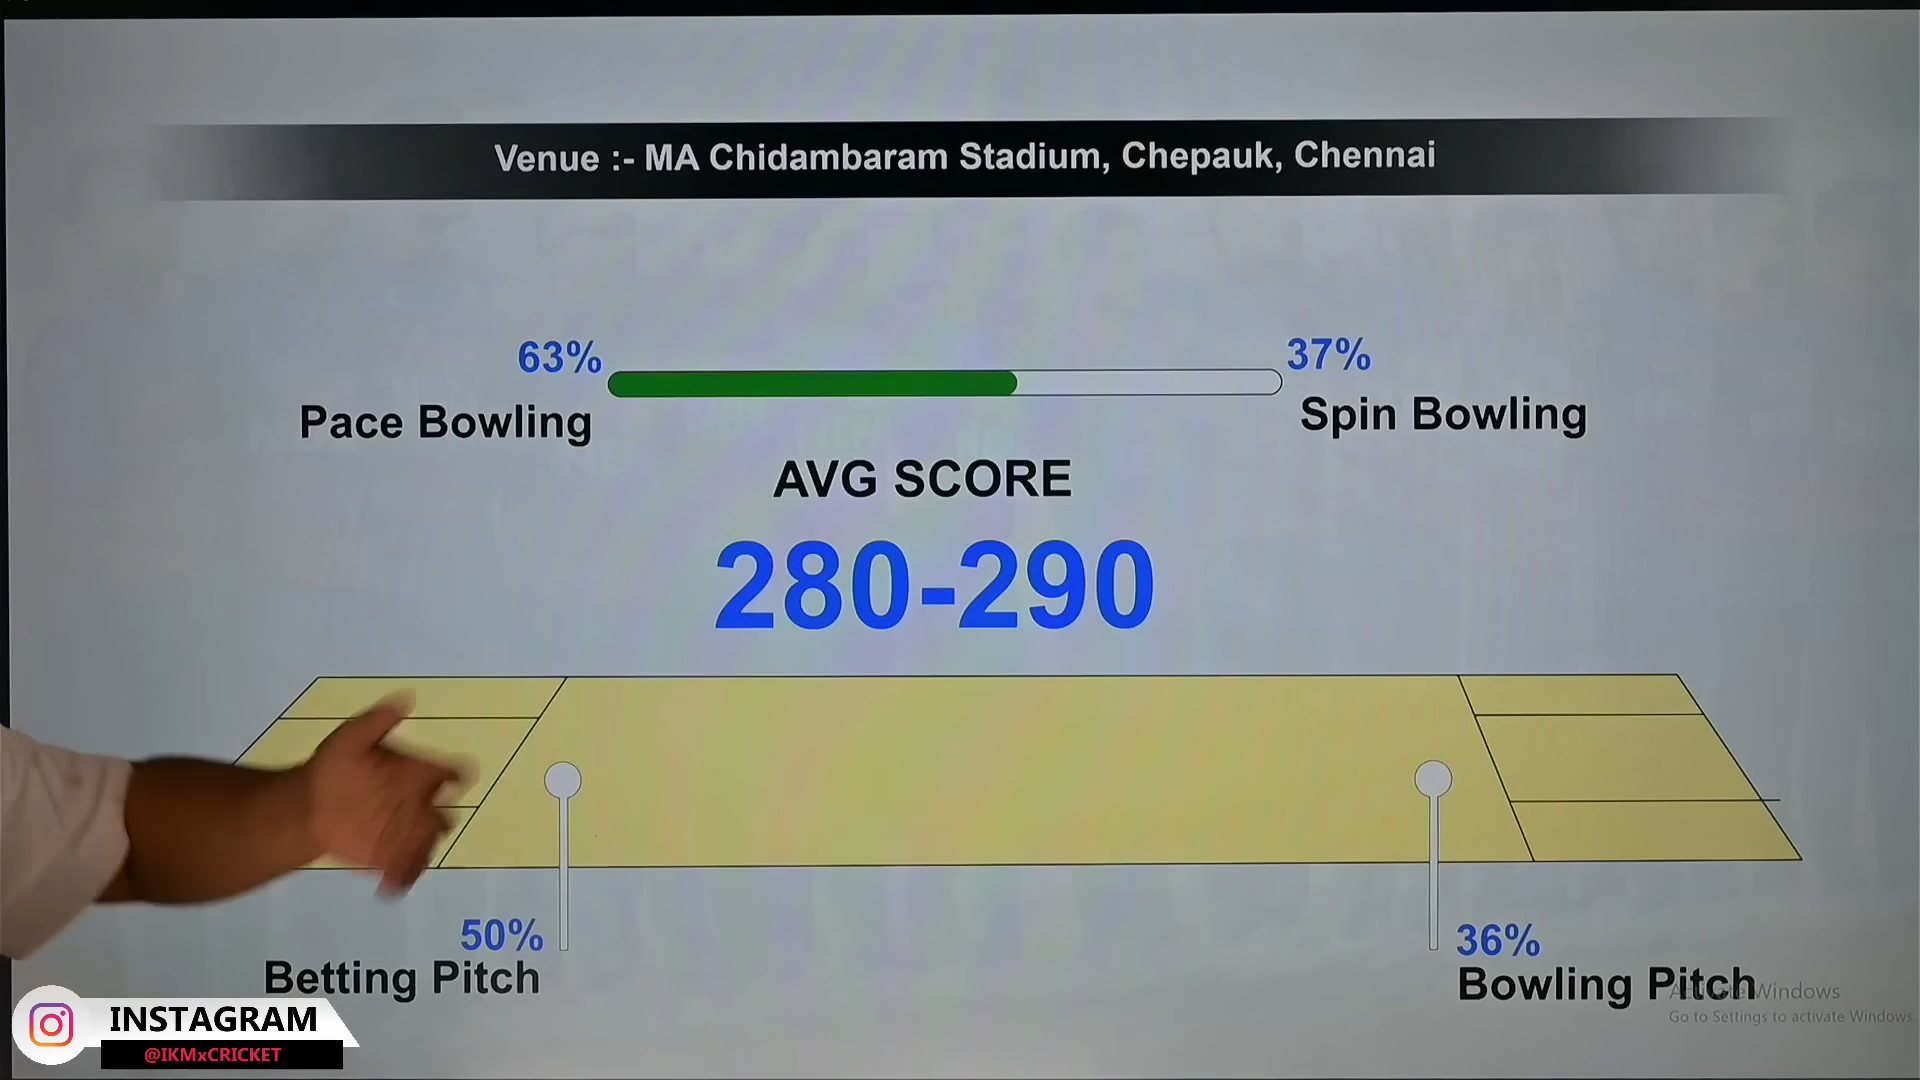 Venue :- MA Chidambaram Stadium, Chepauk, Chennai
63%
37%
Pace Bowling
Spin Bowling
AVG SCORE
280-290
50%
Betting Pitch
36%
Bowling Pitch
Activate Windows
Go to Settings to activate Windows.
INSTAGRAM
@IKMxCRICKET